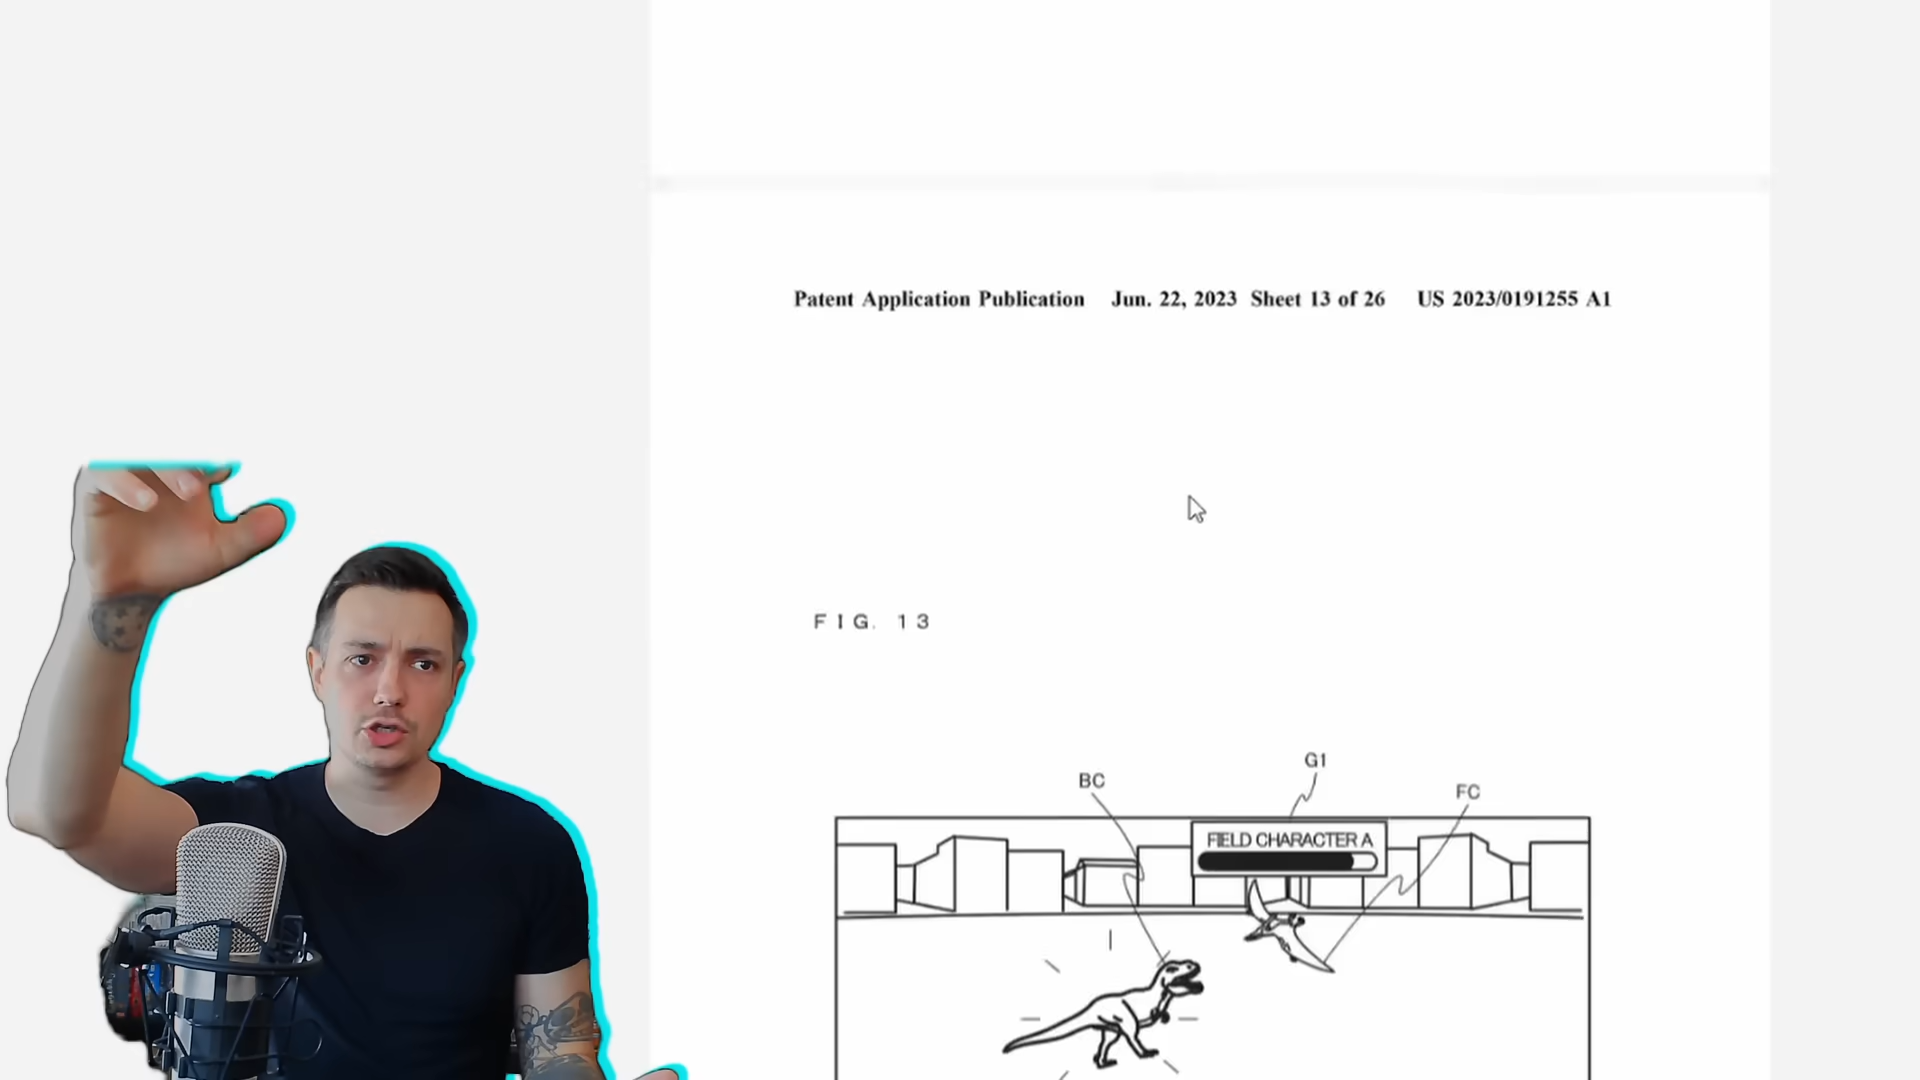 Patent Application Publication Jun. 22, 2023 Sheet 13 of 26 US 2023/0191255 A1
FIG. 13
G1
BC
FC
FIELD CHARACTER A